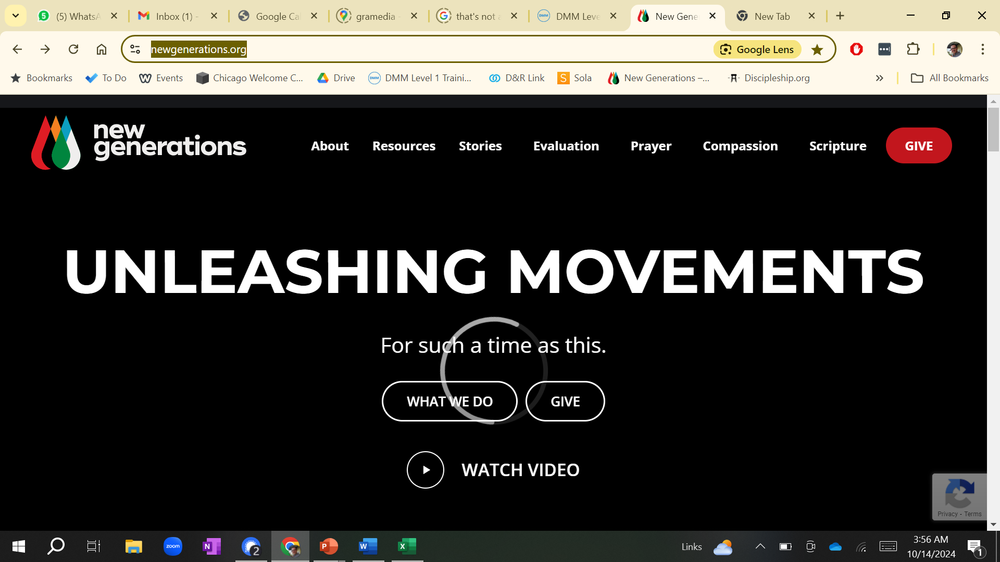 (5) WhatsA
Inbox (1) -
Google Cal
gramedia -
that's not a
DMM Leve
New Gene
New Tab
newgenerations.org
Google Lens
Bookmarks
To Do
Events
Chicago Welcome C...
Drive
DMM
DMM Level 1 Traini...
D&R Link
S
Sola
New Generations –...
Discipleship.org
»
All Bookmarks
new
generations
About
Resources
Stories
Evaluation
Prayer
Compassion
Scripture
GIVE
UNLEASHING MOVEMENTS
For such a time as this.
WHAT WE DO
GIVE
WATCH VIDEO
Privacy - Terms
zoom
N
2
P
W
X
Links
3:56 AM
10/14/2024
1